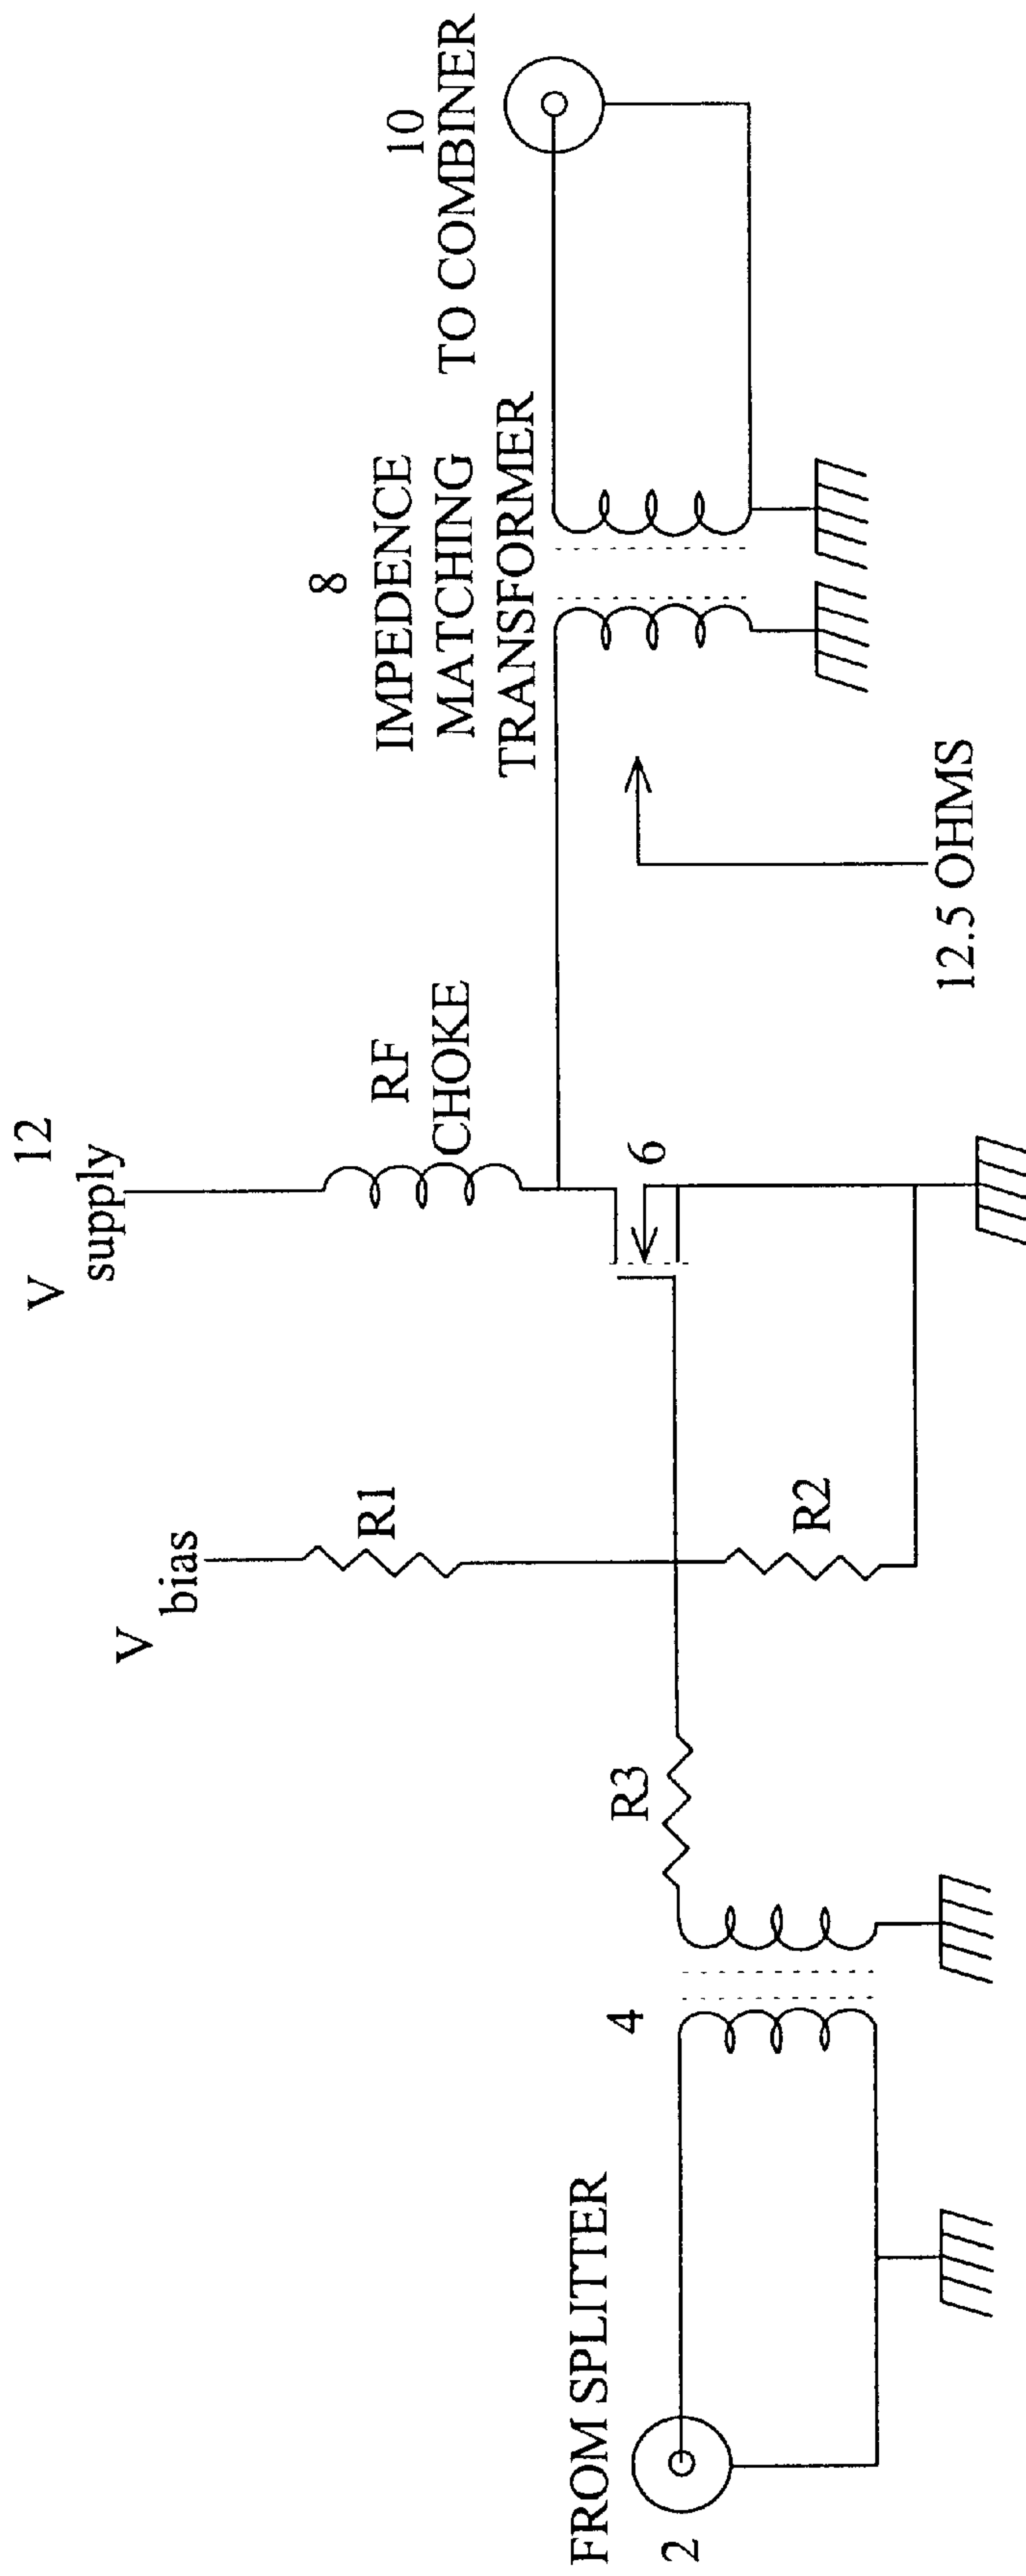 V supply
12
V bias
RF
CHOKE
8
IMPEDENCE
MATCHING
TRANSFORMER
10
TO COMBINER
R1
FROM SPLITTER
2
4
R3
R2
6
12.5 OHMS